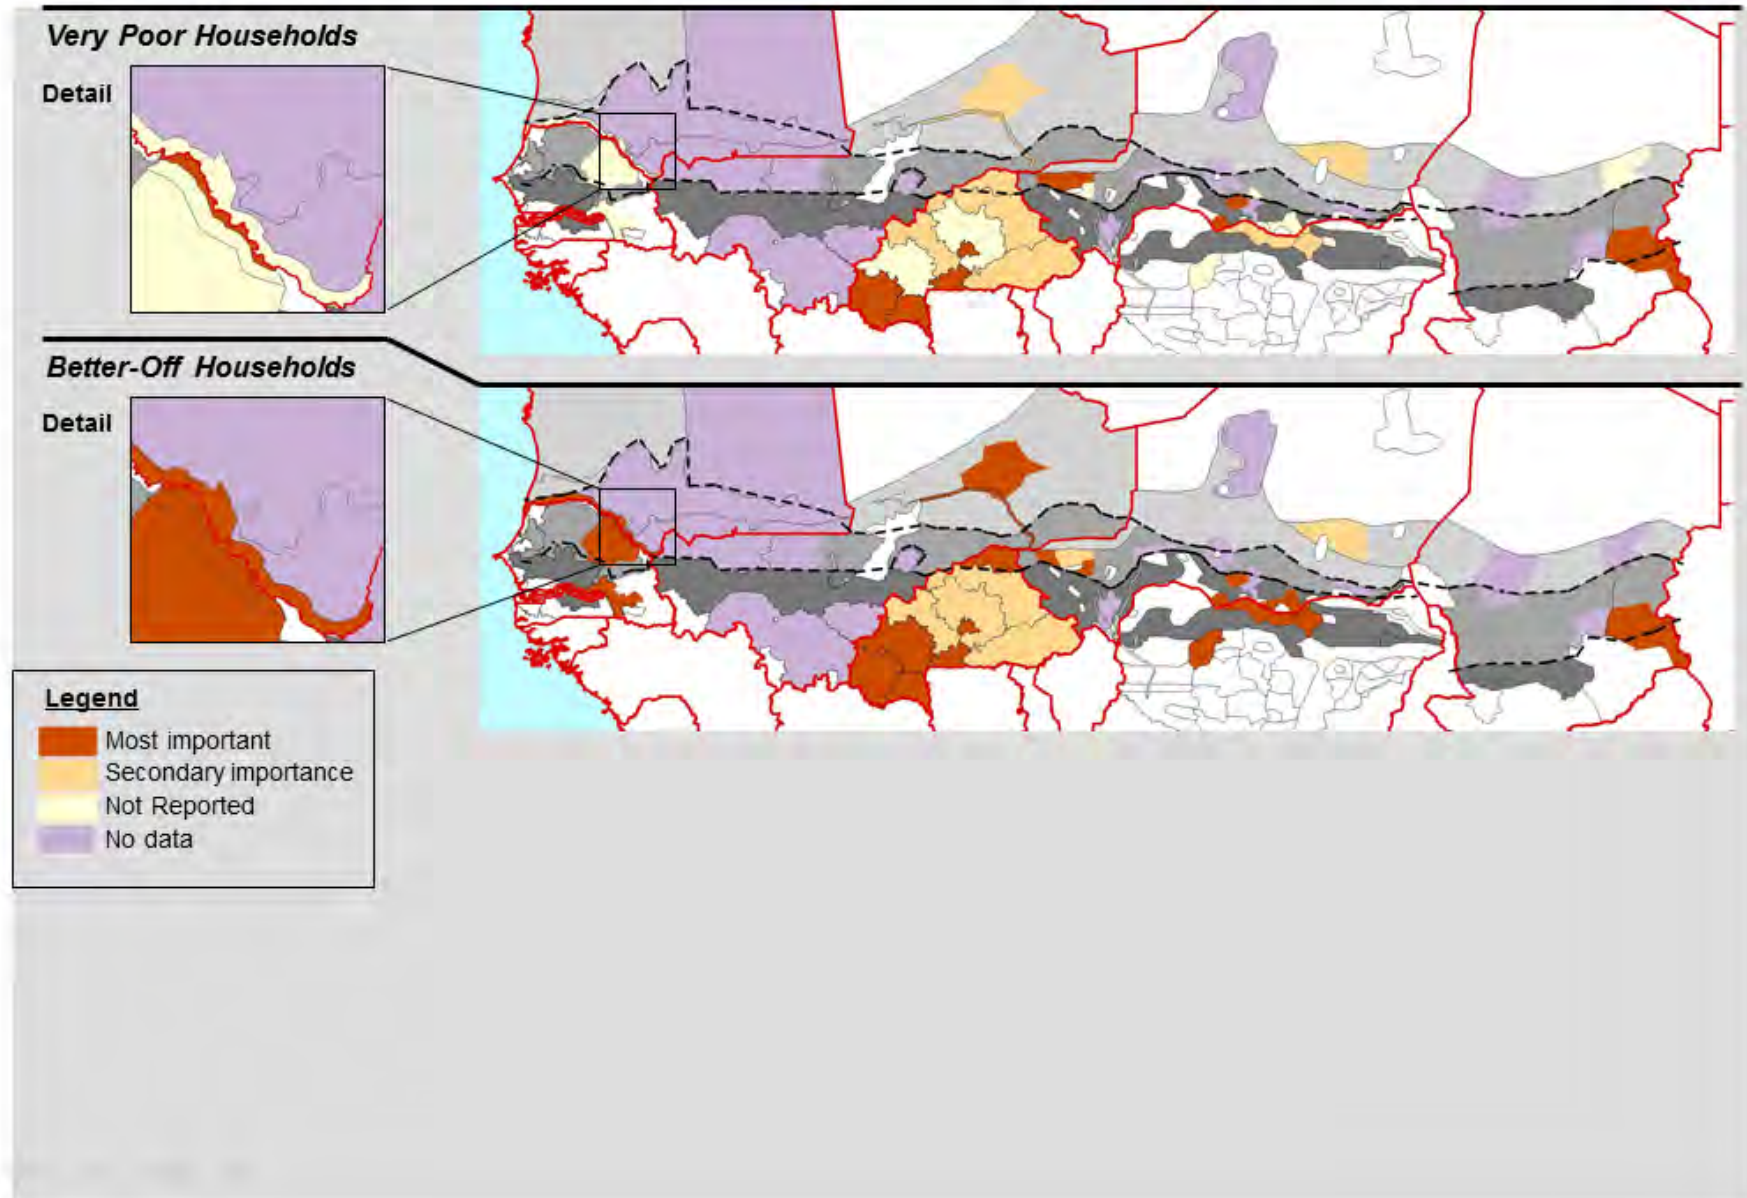 Very Poor Households
Detail
Better-Off Households
Detail
Legend
Most important
Secondary importance
Not Reported
No data